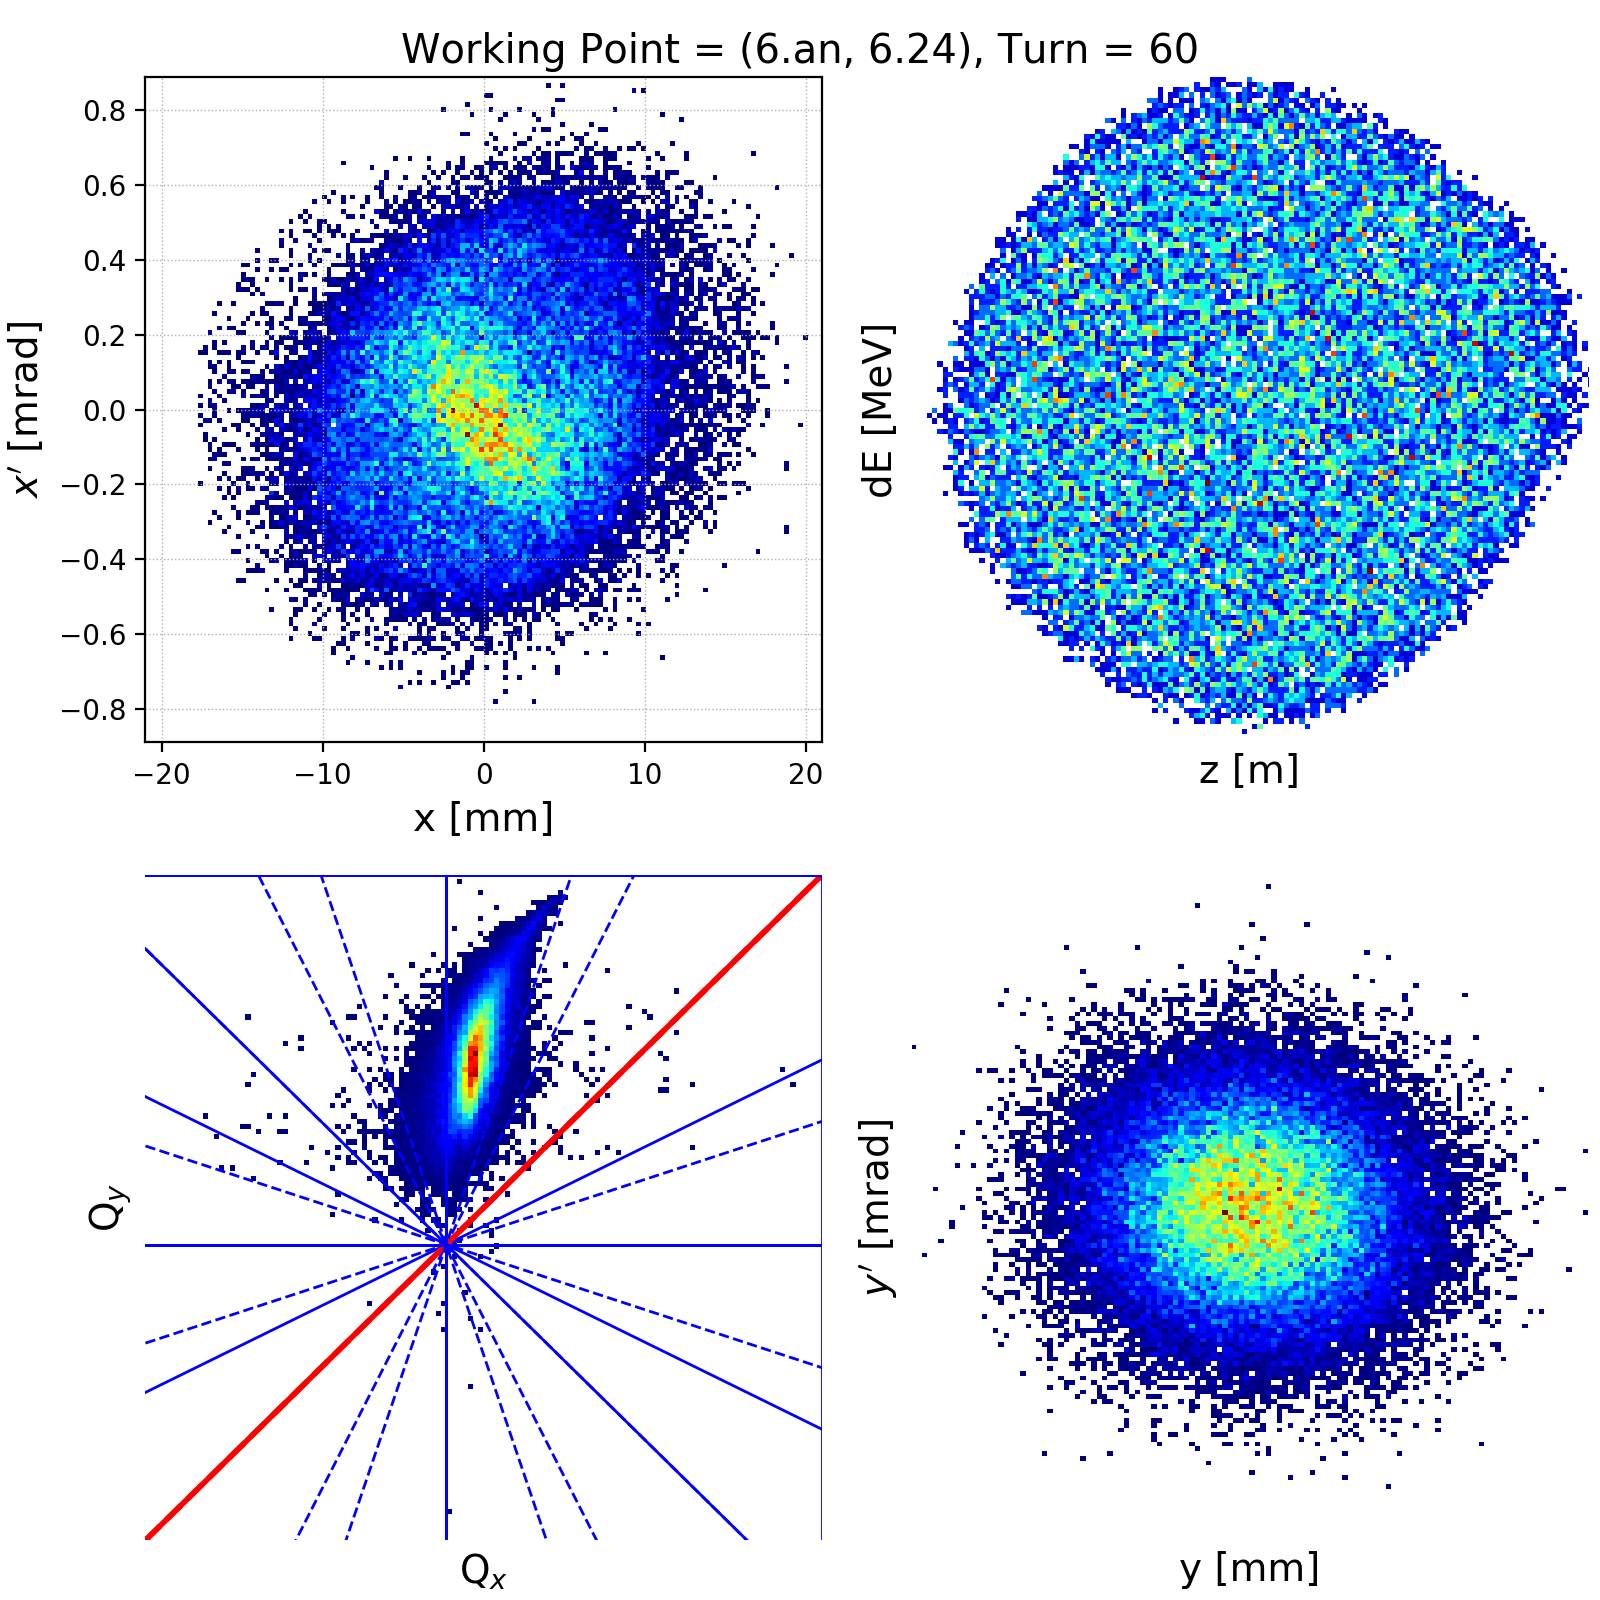 Working Point = (6.an, 6.24), Turn = 60
0.8
0.6
0.4
0.2
0.0
−0.2
−0.4
−0.6
−0.8
x′ [mrad]
−20 −10 0 10 20
x [mm]
dE [MeV]
z [m]
Qy
Qx
y′ [mrad]
y [mm]